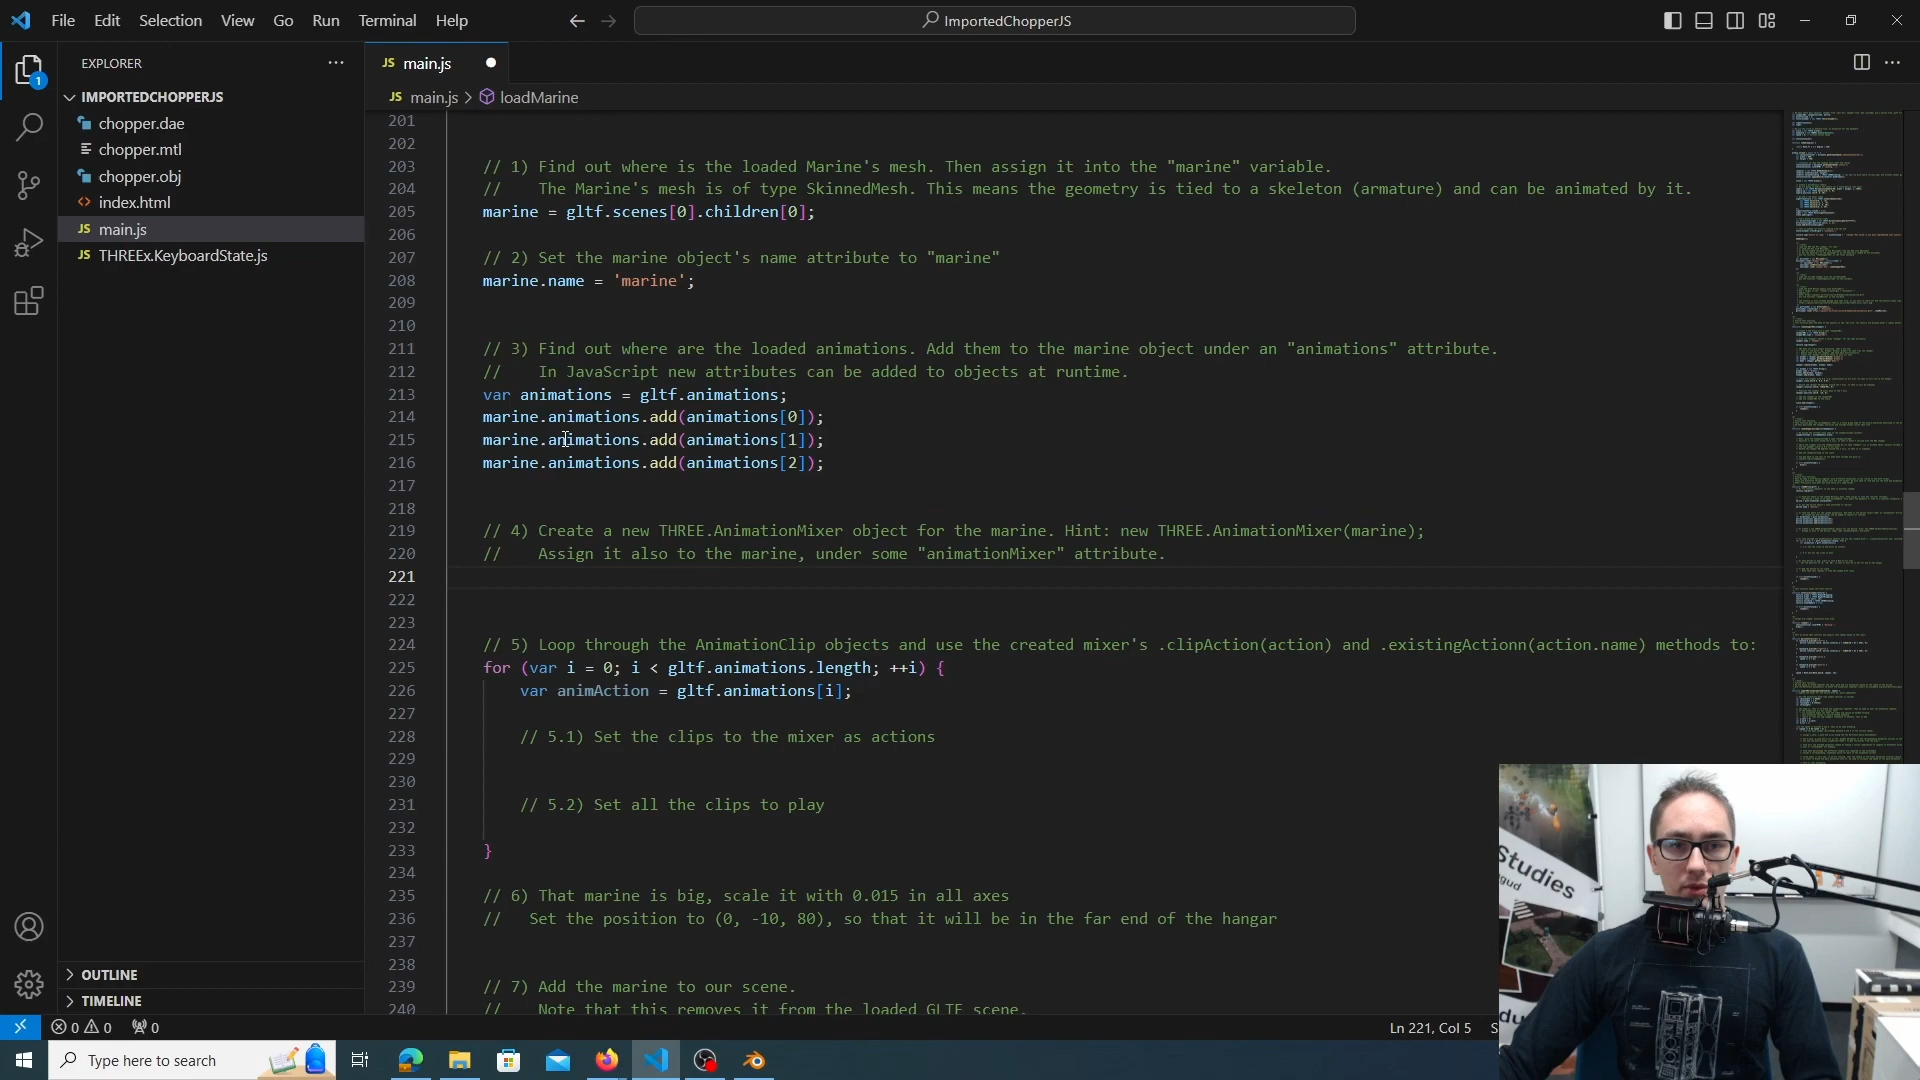 File Edit Selection View Go Run Terminal Help
ImportedChopperJS
EXPLORER
IMPORTEDCHOPPERJS
chopper.dae
chopper.mtl
chopper.obj
index.html
JS main.js
JS THREEx.KeyboardState.js
OUTLINE
TIMELINE
1
JS main.js
JS main.js > loadMarine
201
202
203 // 1) Find out where is the loaded Marine's mesh. Then assign it into the "marine" variable.
204 // The Marine's mesh is of type SkinnedMesh. This means the geometry is tied to a skeleton (armature) and can be animated by it.
205 marine = gltf.scenes[0].children[0];
206
207 // 2) Set the marine object's name attribute to "marine"
208 marine.name = 'marine';
209
210
211 // 3) Find out where are the loaded animations. Add them to the marine object under an "animations" attribute.
212 // In JavaScript new attributes can be added to objects at runtime.
213 var animations = gltf.animations;
214 marine.animations.add(animations[0]);
215 marine.animations.add(animations[1]);
216 marine.animations.add(animations[2]);
217
218
219 // 4) Create a new THREE.AnimationMixer object for the marine. Hint: new THREE.AnimationMixer(marine);
220 // Assign it also to the marine, under some "animationMixer" attribute.
221
222
223
224 // 5) Loop through the AnimationClip objects and use the created mixer's .clipAction(action) and .existingActionn(action.name) methods to:
225 for (var i = 0; i < gltf.animations.length; ++i) {
226 var animAction = gltf.animations[i];
227
228 // 5.1) Set the clips to the mixer as actions
229
230
231 // 5.2) Set all the clips to play
232
233 }
234
235 // 6) That marine is big, scale it with 0.015 in all axes
236 // Set the position to (0, -10, 80), so that it will be in the far end of the hangar
237
238
239 // 7) Add the marine to our scene.
240 // Note that this removes it from the loaded GLTF scene.
0 0 0
Ln 221, Col 5 S
Type here to search
Studies